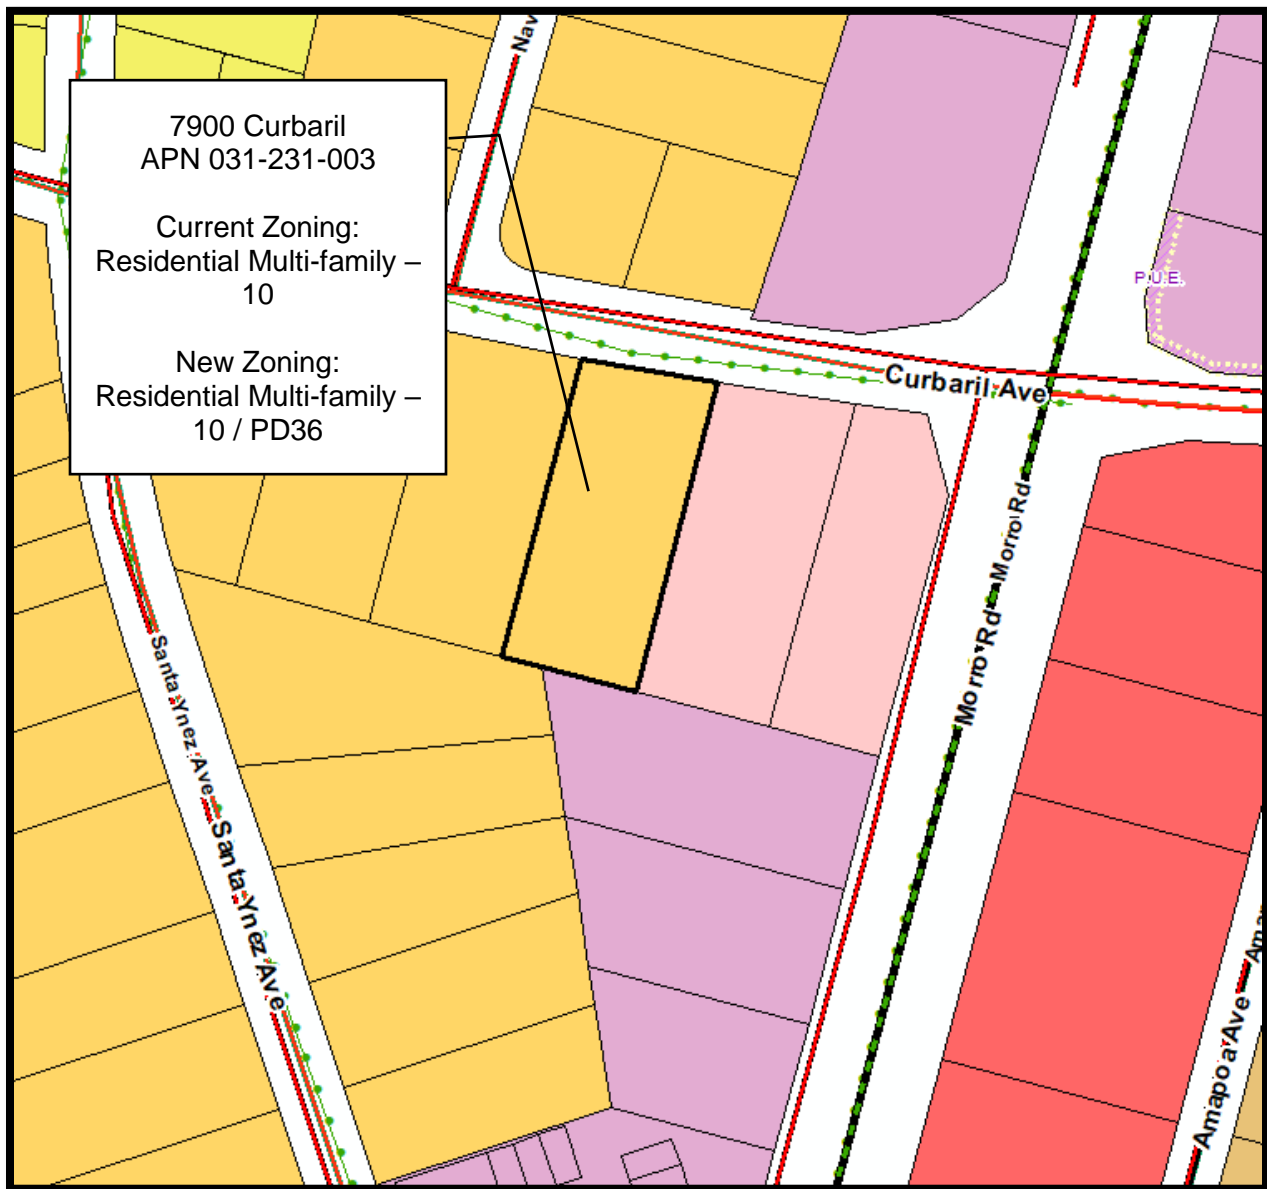 Nav
7900 Curbaril
APN 031-231-003
Current Zoning:
Residential Multi-family –
10
New Zoning:
Residential Multi-family –
10 / PD36
P.U.E.
Curbaril Ave
Morro Rd
Morro Rd
Santa Ynez Ave
Santa Ynez Ave
Amapoa Ave
Amap